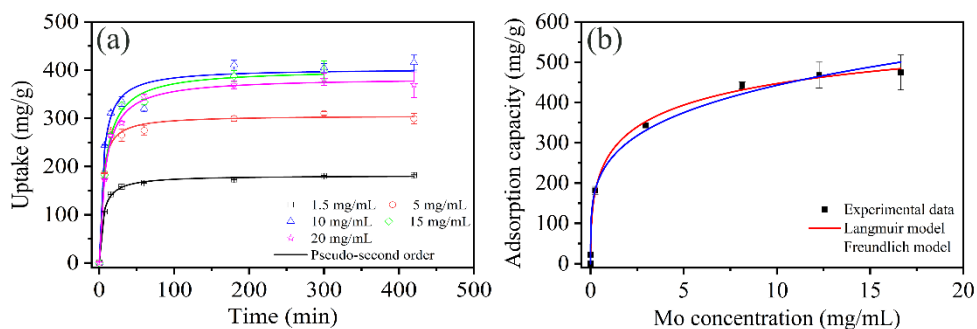 (a)
Uptake (mg/g)
500
400
300
200
100
0
1.5 mg/mL 5 mg/mL
10 mg/mL 15 mg/mL
20 mg/mL
Pseudo-second order
0 100 200 300 400 500
Time (min)
(b)
Adsorption capacity (mg/g)
600
500
400
300
200
100
0
Experimental data
Langmuir model
Freundlich model
0 5 10 15 20
Mo concentration (mg/mL)